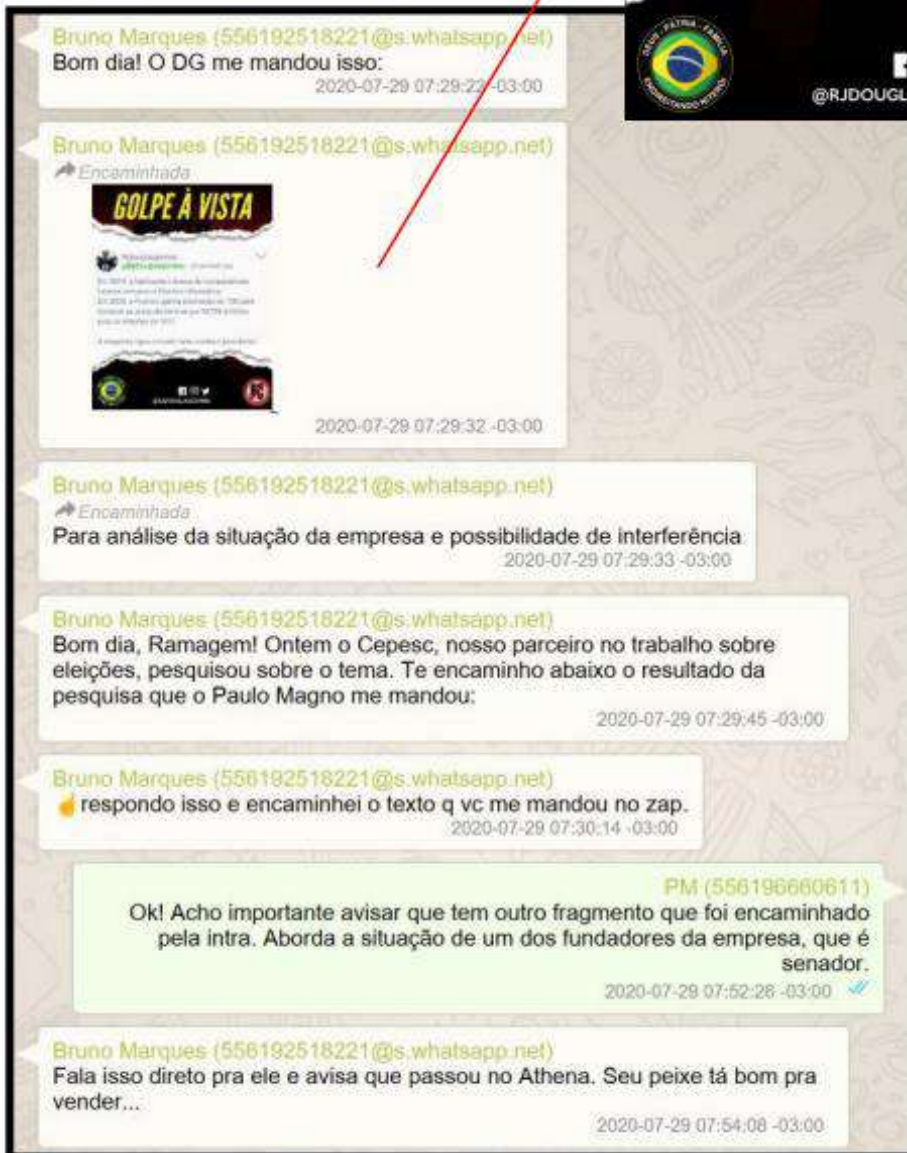 @RJDOUGL
DEUS - PATRIA - FAMILIA
Bruno Marques (556192518221@s.whatsapp.net)
Bom dia! O DG me mandou isso:
2020-07-29 07:29:22 -03:00
Bruno Marques (556192518221@s.whatsapp.net)
Encaminhada
GOLPE À VISTA
2020-07-29 07:29:32 -03:00
Bruno Marques (556192518221@s.whatsapp.net)
Encaminhada
Para análise da situação da empresa e possibilidade de interferência
2020-07-29 07:29:33 -03:00
Bruno Marques (556192518221@s.whatsapp.net)
Bom dia, Ramagem! Ontem o Cepesc, nosso parceiro no trabalho sobre
eleições, pesquisou sobre o tema. Te encaminho abaixo o resultado da
pesquisa que o Paulo Magno me mandou:
2020-07-29 07:29:45 -03:00
Bruno Marques (556192518221@s.whatsapp.net)
☝respondo isso e encaminhei o texto q vc me mandou no zap.
2020-07-29 07:30:14 -03:00
PM (556196660611)
Ok! Acho importante avisar que tem outro fragmento que foi encaminhado
pela intra. Aborda a situação de um dos fundadores da empresa, que é
senador.
2020-07-29 07:52:28 -03:00
Bruno Marques (556192518221@s.whatsapp.net)
Fala isso direto pra ele e avisa que passou no Athena. Seu peixe tá bom pra
vender...
2020-07-29 07:54:08 -03:00